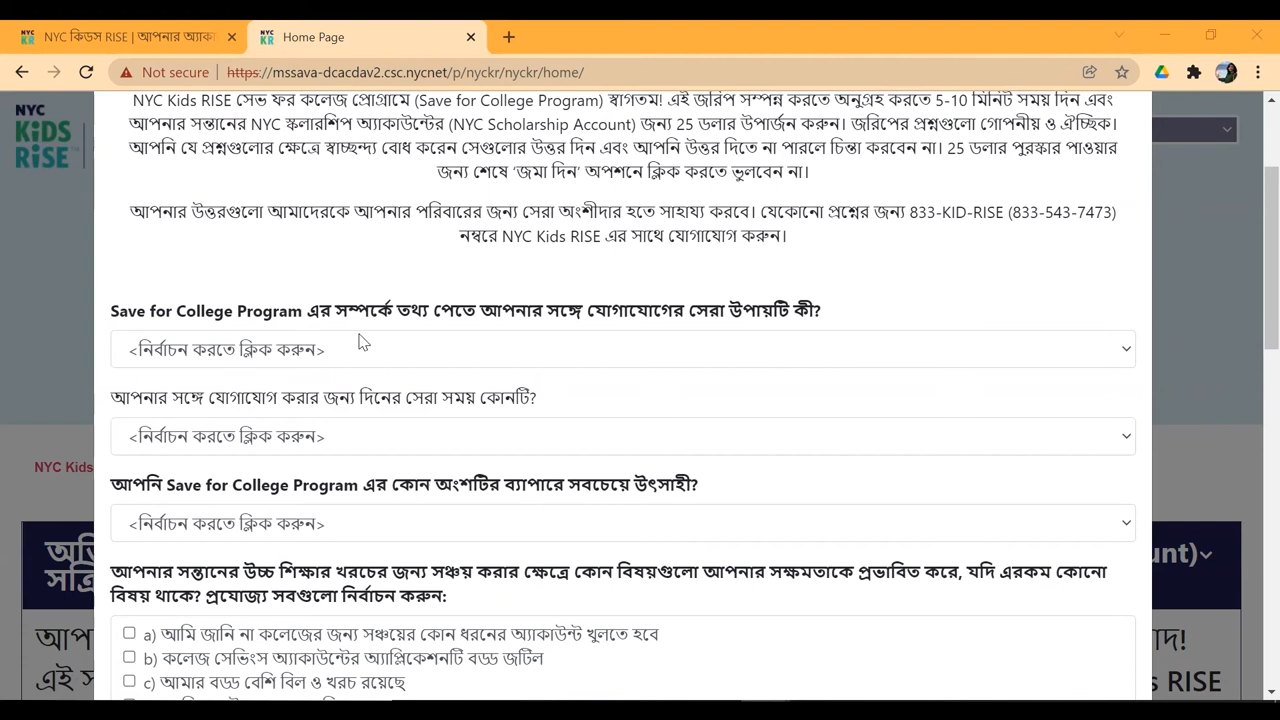 NYC কিডস RISE | আপনার অ্যাকা
Home Page
Not secure
https://mssava-dcacdav2.csc.nycnet/p/nyckr/nyckr/home/
NYC
KiDS
RiSE
NYC Kids RISE সেভ ফর কলেজ প্রোগ্রামে (Save for College Program) স্বাগতম! এই জরিপ সম্পন্ন করতে অনুগ্রহ করতে 5-10 মিনিট সময় দিন এবং
আপনার সন্তানের NYC স্কলারশিপ অ্যাকাউন্টের (NYC Scholarship Account) জন্য 25 ডলার উপার্জন করুন। জরিপের প্রশ্নগুলো গোপনীয় ও ঐচ্ছিক।
আপনি যে প্রশ্নগুলোর ক্ষেত্রে স্বাচ্ছন্দ্য বোধ করেন সেগুলোর উত্তর দিন এবং আপনি উত্তর দিতে না পারলে চিন্তা করবেন না। 25 ডলার পুরস্কার পাওয়ার
জন্য শেষে ‘জমা দিন’ অপশনে ক্লিক করতে ভুলবেন না।
আপনার উত্তরগুলো আমাদেরকে আপনার পরিবারের জন্য সেরা অংশীদার হতে সাহায্য করবে। যেকোনো প্রশ্নের জন্য 833-KID-RISE (833-543-7473)
নম্বরে NYC Kids RISE এর সাথে যোগাযোগ করুন।
Save for College Program এর সম্পর্কে তথ্য পেতে আপনার সঙ্গে যোগাযোগের সেরা উপায়টি কী?
<নির্বাচন করতে ক্লিক করুন>
আপনার সঙ্গে যোগাযোগ করার জন্য দিনের সেরা সময় কোনটি?
<নির্বাচন করতে ক্লিক করুন>
NYC Kids
আপনি Save for College Program এর কোন অংশটির ব্যাপারে সবচেয়ে উৎসাহী?
<নির্বাচন করতে ক্লিক করুন>
unt)
আপনার সন্তানের উচ্চ শিক্ষার খরচের জন্য সঞ্চয় করার ক্ষেত্রে কোন বিষয়গুলো আপনার সক্ষমতাকে প্রভাবিত করে, যদি এরকম কোনো
বিষয় থাকে? প্রযোজ্য সবগুলো নির্বাচন করুন:
a) আমি জানি না কলেজের জন্য সঞ্চয়ের কোন ধরনের অ্যাকাউন্ট খুলতে হবে
b) কলেজ সেভিংস অ্যাকাউন্টের অ্যাপ্লিকেশনটি বড্ড জটিল
c) আমার বড্ড বেশি বিল ও খরচ রয়েছে
এই স
s RISE